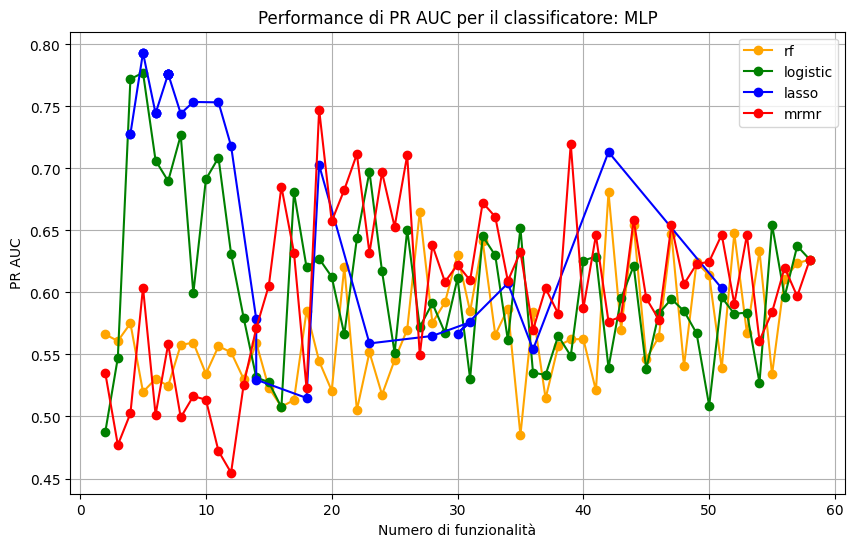 Performance di PR AUC per il classificatore: MLP
rf
logistic
lasso
mrmr
PR AUC
0.80
0.75
0.70
0.65
0.60
0.55
0.50
0.45
0
10
20
30
40
50
60
Numero di funzionalità